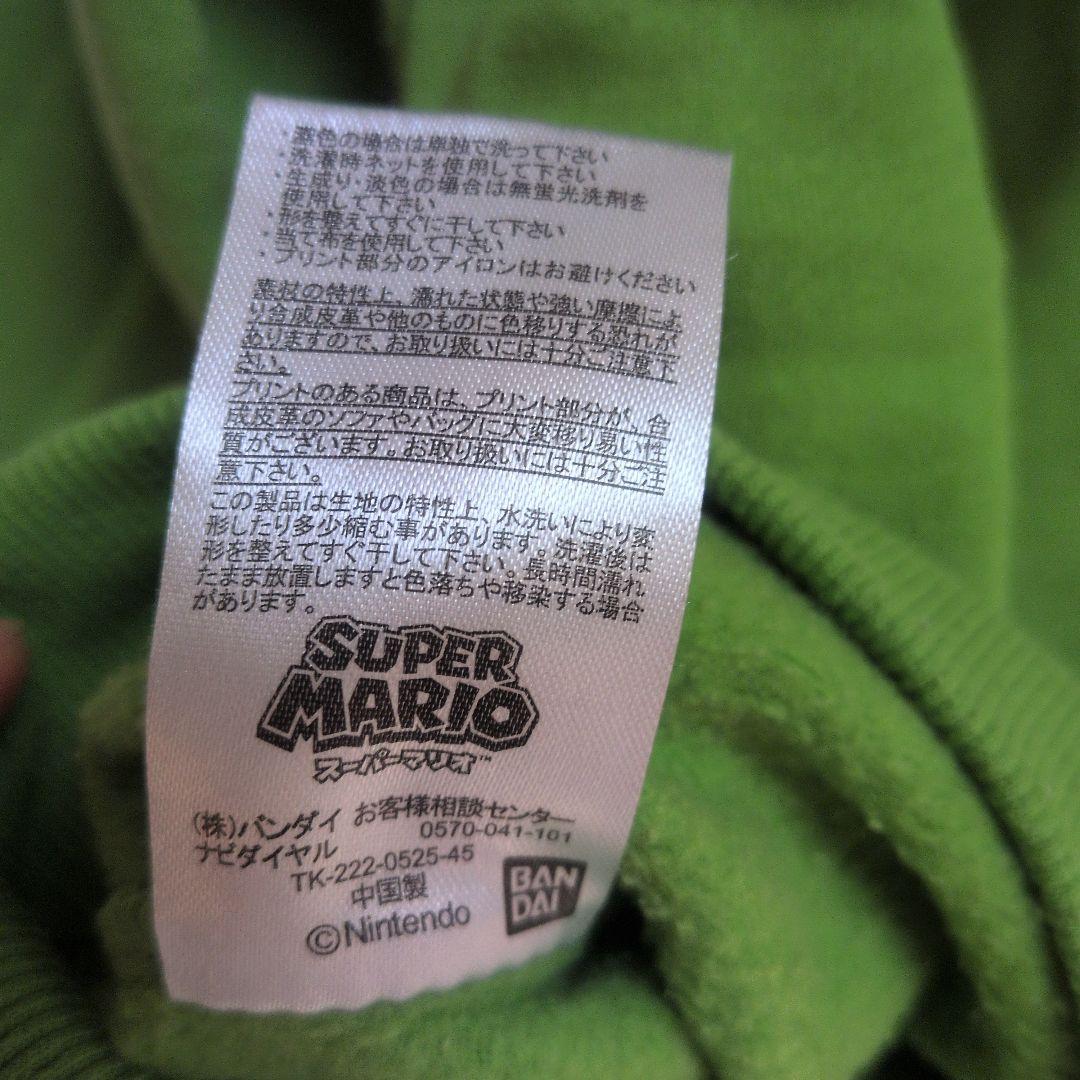 ・濃色の場合は単独で洗って下さい
・洗濯時ネットを使用して下さい
・生成り・淡色の場合は無蛍光洗剤を
使用して下さい
・形を整えてすぐに干して下さい
・当て布を使用して下さい
・プリント部分のアイロンはお避けください
素材の特性上、濡れた状態や強い摩擦によ
り合成皮革や他のものに色移りする恐れが
ありますので、お取り扱いには十分ご注意下
さい。
プリントのある商品は、プリント部分が、合
成皮革のソファやバッグに大変移り易い性
質がございます。お取り扱いには十分ご注
意下さい。
この製品は生地の特性上、水洗いにより変
形したり多少縮む事があります。洗濯後は
形を整えてすぐ干して下さい。長時間濡れ
たまま放置しますと色落ちや移染する場合
があります。
SUPER
MARIO
スーパーマリオ™
(株)バンダイ お客様相談センター
ナビダイヤル 0570-041-101
TK-222-0525-45
中国製
©Nintendo
BAN
DAI